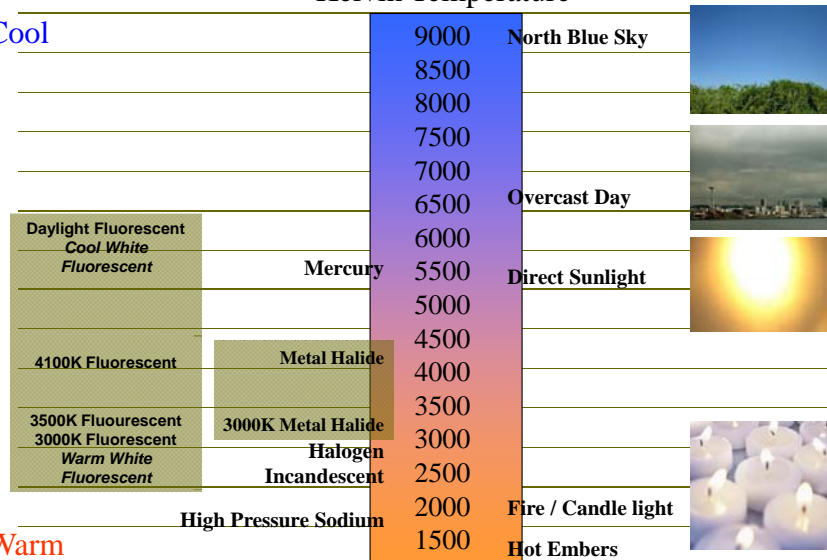 Cool
9000 North Blue Sky
8500
8000
7500
7000
6500 Overcast Day
Daylight Fluorescent
Cool White
Fluorescent
6000
Mercury 5500 Direct Sunlight
5000
4500
4100K Fluorescent Metal Halide
4000
3500
3500K Fluourescent 3000K Metal Halide
3000K Fluorescent 3000
Warm White Halogen
Fluorescent Incandescent 2500
2000 Fire / Candle light
High Pressure Sodium
1500 Hot Embers
Warm